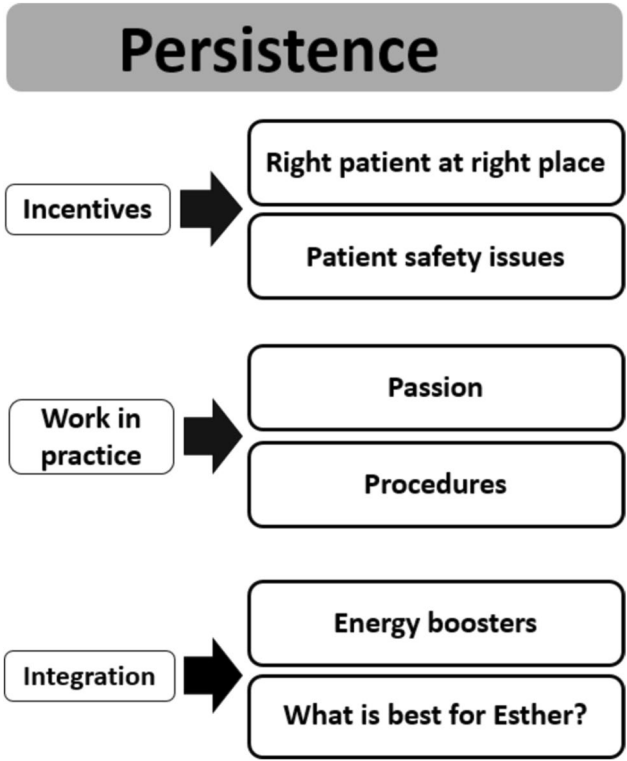 Persistence
Incentives
Right patient at right place
Patient safety issues
Work in
practice
Passion
Procedures
Integration
Energy boosters
What is best for Esther?